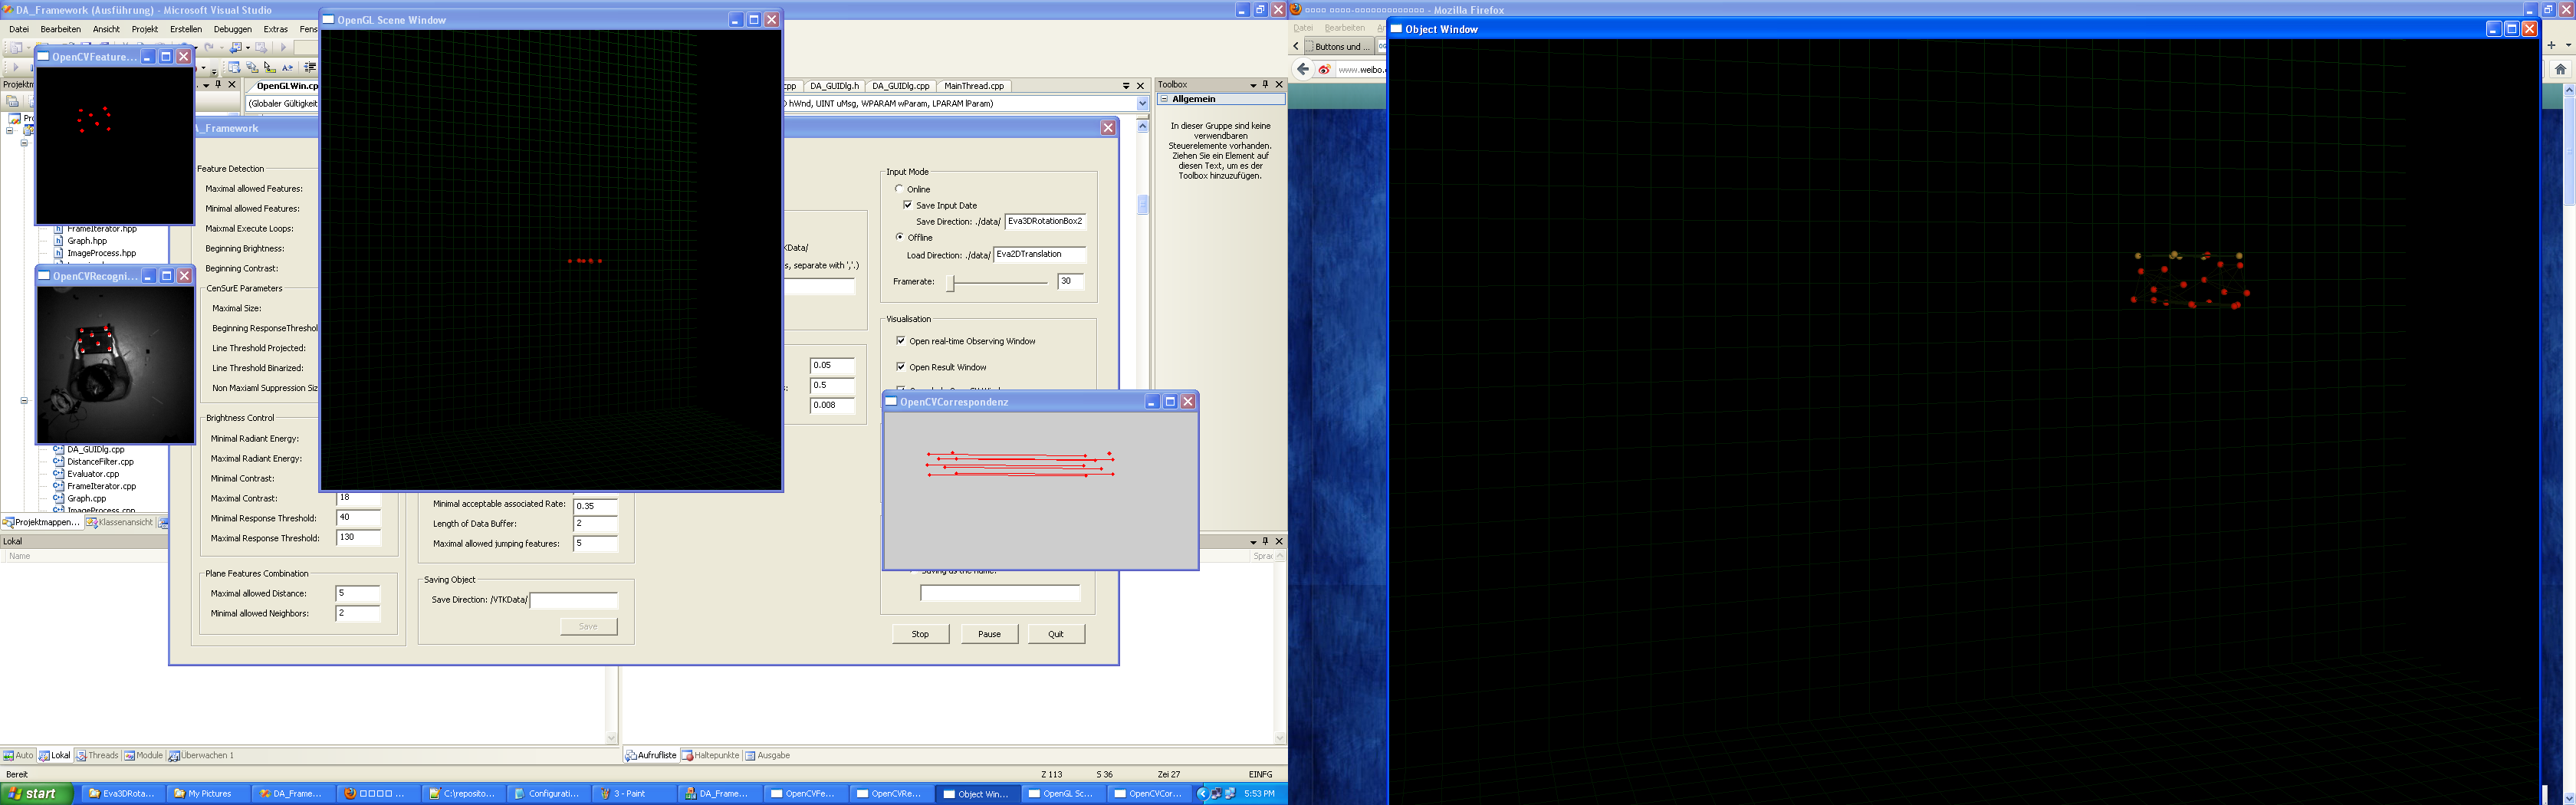 DA_Framework (Ausführung) - Microsoft Visual Studio
Datei Bearbeiten Ansicht Projekt Erstellen Debuggen Extras Fens
OpenGL Scene Window
- Mozilla Firefox
Datei Bearbeiten
Object Window
Buttons und ...
www.weibo.
OpenCVFeature...
OpenCVRecogni...
OpenGLWin.cp
DA_GUIDlg.h
DA_GUIDlg.cpp
MainThread.cpp
(Globaler Gültigkeit
hWnd, UINT uMsg, WPARAM wParam, LPARAM lParam)
Toolbox
Allgemein
In dieser Gruppe sind keine
verwendbaren
Steuerelemente vorhanden.
Ziehen Sie ein Element auf
diesen Text, um es der
Toolbox hinzuzufügen.
FrameIterator.hpp
Graph.hpp
ImageProcess.hpp
DA_GUIDlg.cpp
DistanceFilter.cpp
Evaluator.cpp
FrameIterator.cpp
Graph.cpp
ImageProcess.cpp
Projektmappen...
Klassenansicht
Lokal
Name
A_Framework
Feature Detection
Maximal allowed Features:
Minimal allowed Features:
Maixmal Execute Loops:
Beginning Brightness:
Beginning Contrast:
CenSurE Parameters
Maximal Size:
Beginning ResponseThreshol
Line Threshold Projected:
Line Threshold Binarized:
Non Maxiaml Suppression Siz
Brightness Control
Minimal Radiant Energy:
Maximal Radiant Energy:
Minimal Contrast:
Maximal Contrast: 18
Minimal Response Threshold: 40
Maximal Response Threshold: 130
Plane Features Combination
Maximal allowed Distance: 5
Minimal allowed Neighbors: 2
Minimal acceptable associated Rate: 0.35
Length of Data Buffer: 2
Maximal allowed jumping features: 5
Saving Object
Save Direction: /VTKData/
Save
KData/
s, separate with ','.)
0.05
0.5
0.008
Input Mode
Online
Save Input Date
Save Direction: ./data/ Eva3DRotationBox2
Offline
Load Direction: ./data/ Eva2DTranslation
Framerate: 30
Visualisation
Open real-time Observing Window
Open Result Window
OpenCVCorrespondenz
Saving as the name:
Stop Pause Quit
Auto Lokal Threads Module Überwachen 1
Aufrufliste Haltepunkte Ausgabe
Bereit
Z 113 S 36 Zei 27 EINFG
start Eva3DRota... My Pictures DA_Frame... C:\reposito... Configurati... 3 - Paint DA_Frame... OpenCVFe... OpenCVRe... Object Win... OpenGL Sc... OpenCVCor... 5:53 PM